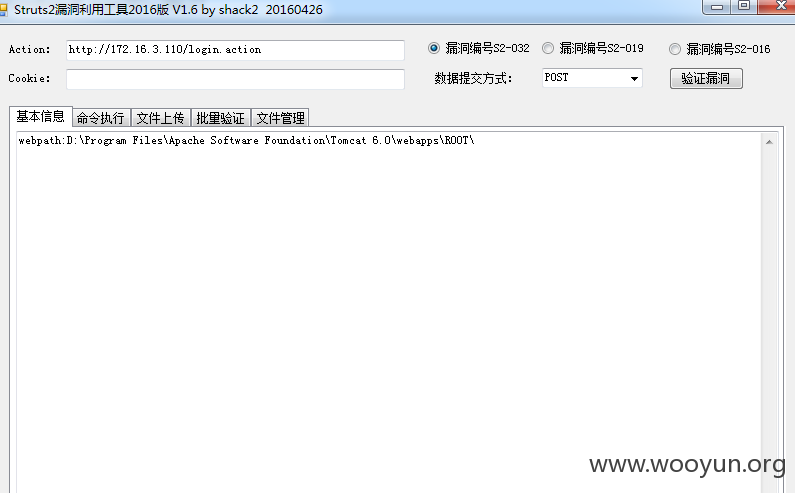 Struts2漏洞利用工具2016版 V1.6 by shack2 20160426
Action: http://172.16.3.110/login.action 漏洞编号S2-032 漏洞编号S2-019 漏洞编号S2-016
Cookie: 数据提交方式: POST 验证漏洞
基本信息 命令执行 文件上传 批量验证 文件管理
webpath:D:\Program Files\Apache Software Foundation\Tomcat 6.0\webapps\ROOT\
www.wooyun.org